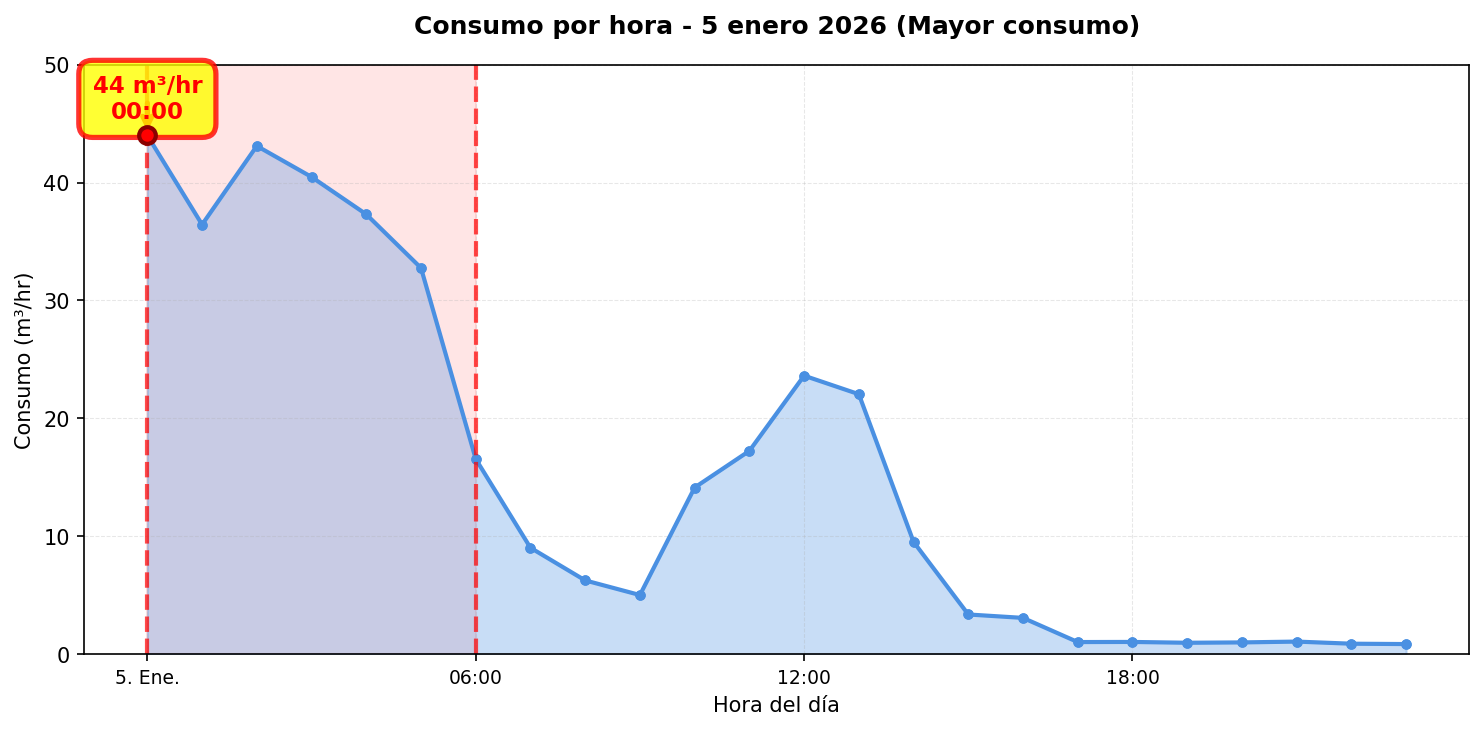 Consumo por hora - 5 enero 2026 (Mayor consumo)
44 m³/hr
00:00
50
40
30
20
10
0
Consumo (m³/hr)
5. Ene.
06:00
12:00
18:00
Hora del día